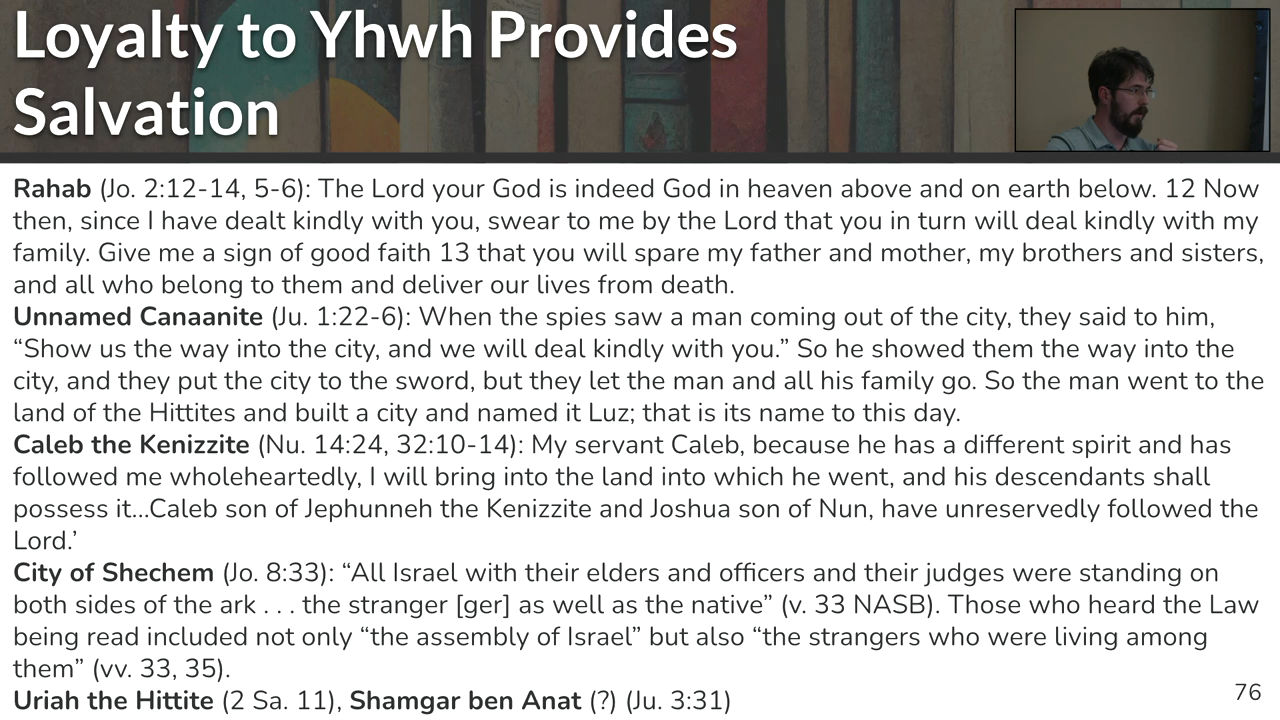 Loyalty to Yhwh Provides
Salvation
Rahab (Jo. 2:12-14, 5-6): The Lord your God is indeed God in heaven above and on earth below. 12 Now
then, since I have dealt kindly with you, swear to me by the Lord that you in turn will deal kindly with my
family. Give me a sign of good faith 13 that you will spare my father and mother, my brothers and sisters,
and all who belong to them and deliver our lives from death.
Unnamed Canaanite (Ju. 1:22-6): When the spies saw a man coming out of the city, they said to him,
“Show us the way into the city, and we will deal kindly with you.” So he showed them the way into the
city, and they put the city to the sword, but they let the man and all his family go. So the man went to the
land of the Hittites and built a city and named it Luz; that is its name to this day.
Caleb the Kenizzite (Nu. 14:24, 32:10-14): My servant Caleb, because he has a different spirit and has
followed me wholeheartedly, I will bring into the land into which he went, and his descendants shall
possess it...Caleb son of Jephunneh the Kenizzite and Joshua son of Nun, have unreservedly followed the
Lord.’
City of Shechem (Jo. 8:33): “All Israel with their elders and officers and their judges were standing on
both sides of the ark . . . the stranger [ger] as well as the native” (v. 33 NASB). Those who heard the Law
being read included not only “the assembly of Israel” but also “the strangers who were living among
them” (vv. 33, 35).
Uriah the Hittite (2 Sa. 11), Shamgar ben Anat (?) (Ju. 3:31)
76